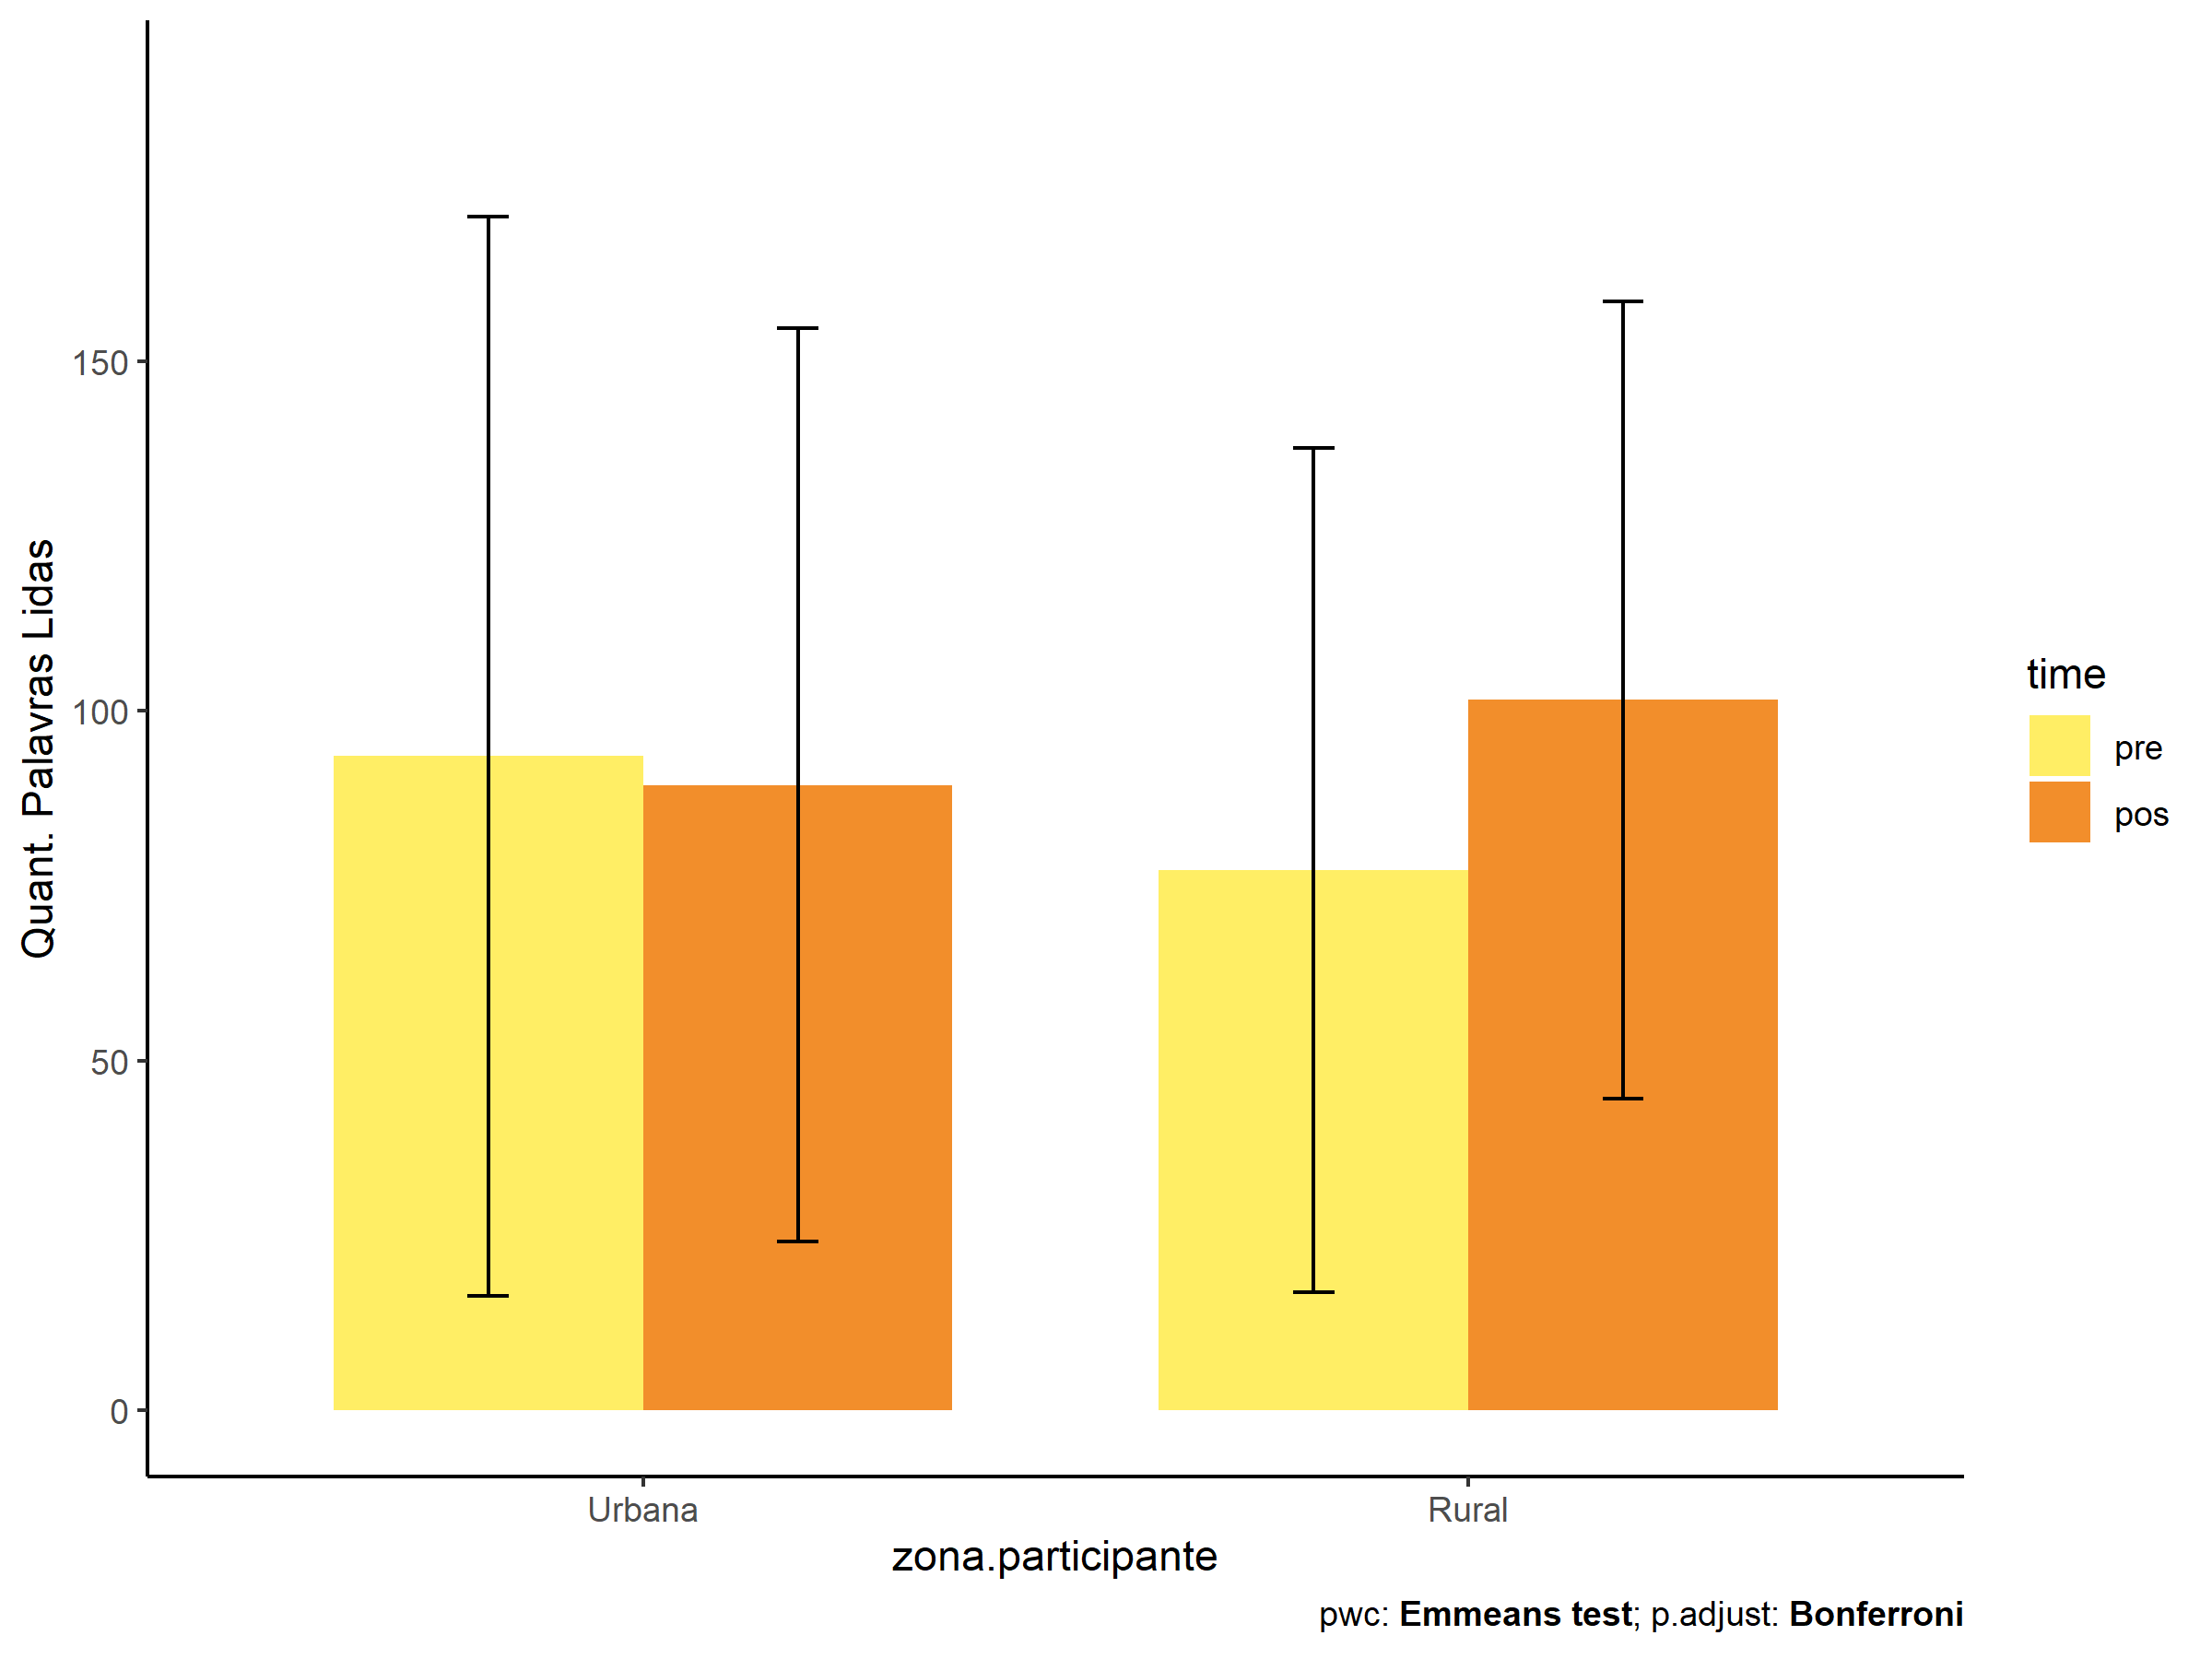 Quant. Palavras Lidas
150
100
50
0
Urbana
Rural
zona.participante
time
pre
pos
pwc: Emmeans test; p.adjust: Bonferroni